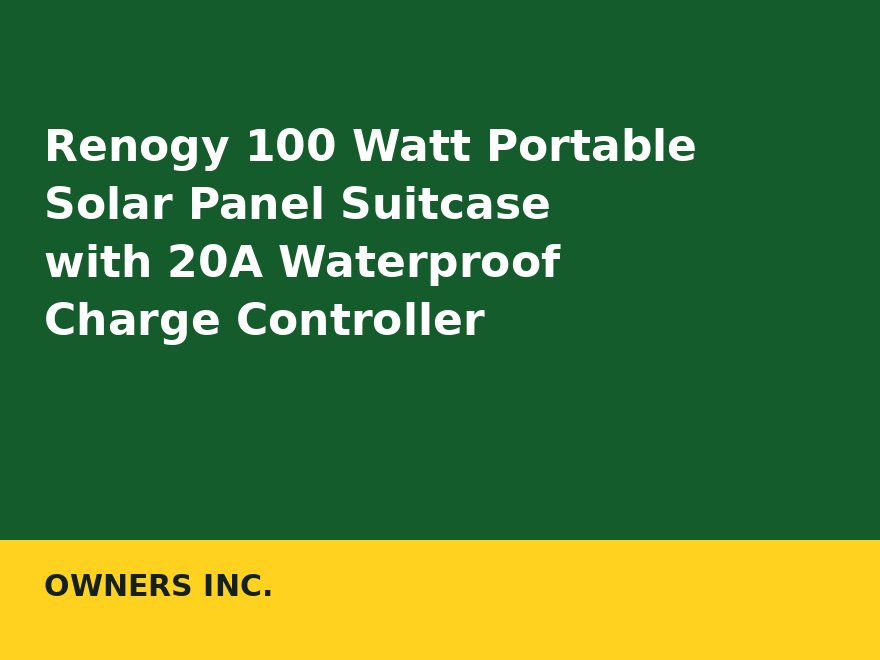 Renogy 100 Watt Portable
Solar Panel Suitcase
with 20A Waterproof
Charge Controller
OWNERS INC.